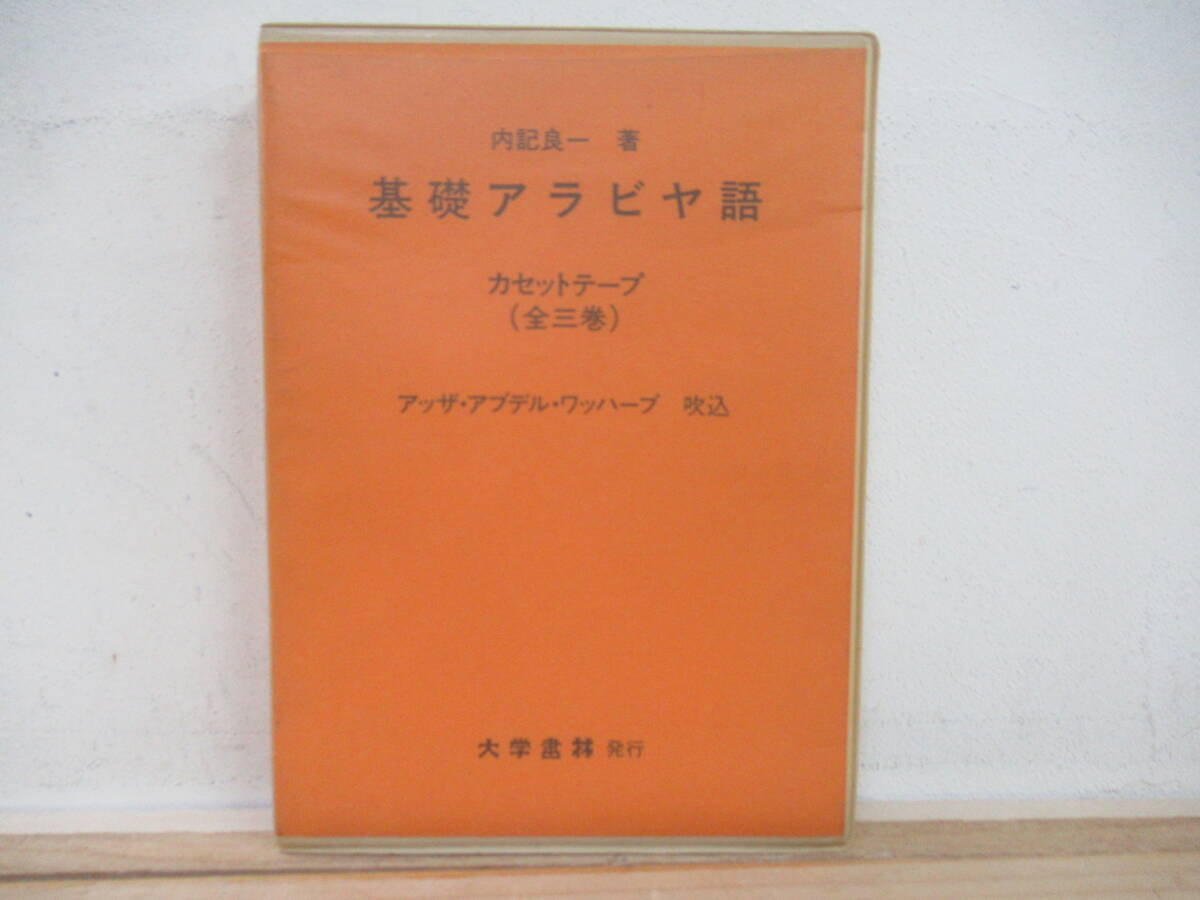 内記良一 著
基礎アラビヤ語
カセットテープ
(全三巻)
アッザ・アブデル・ワッハーブ 吹込
大学書林 発行